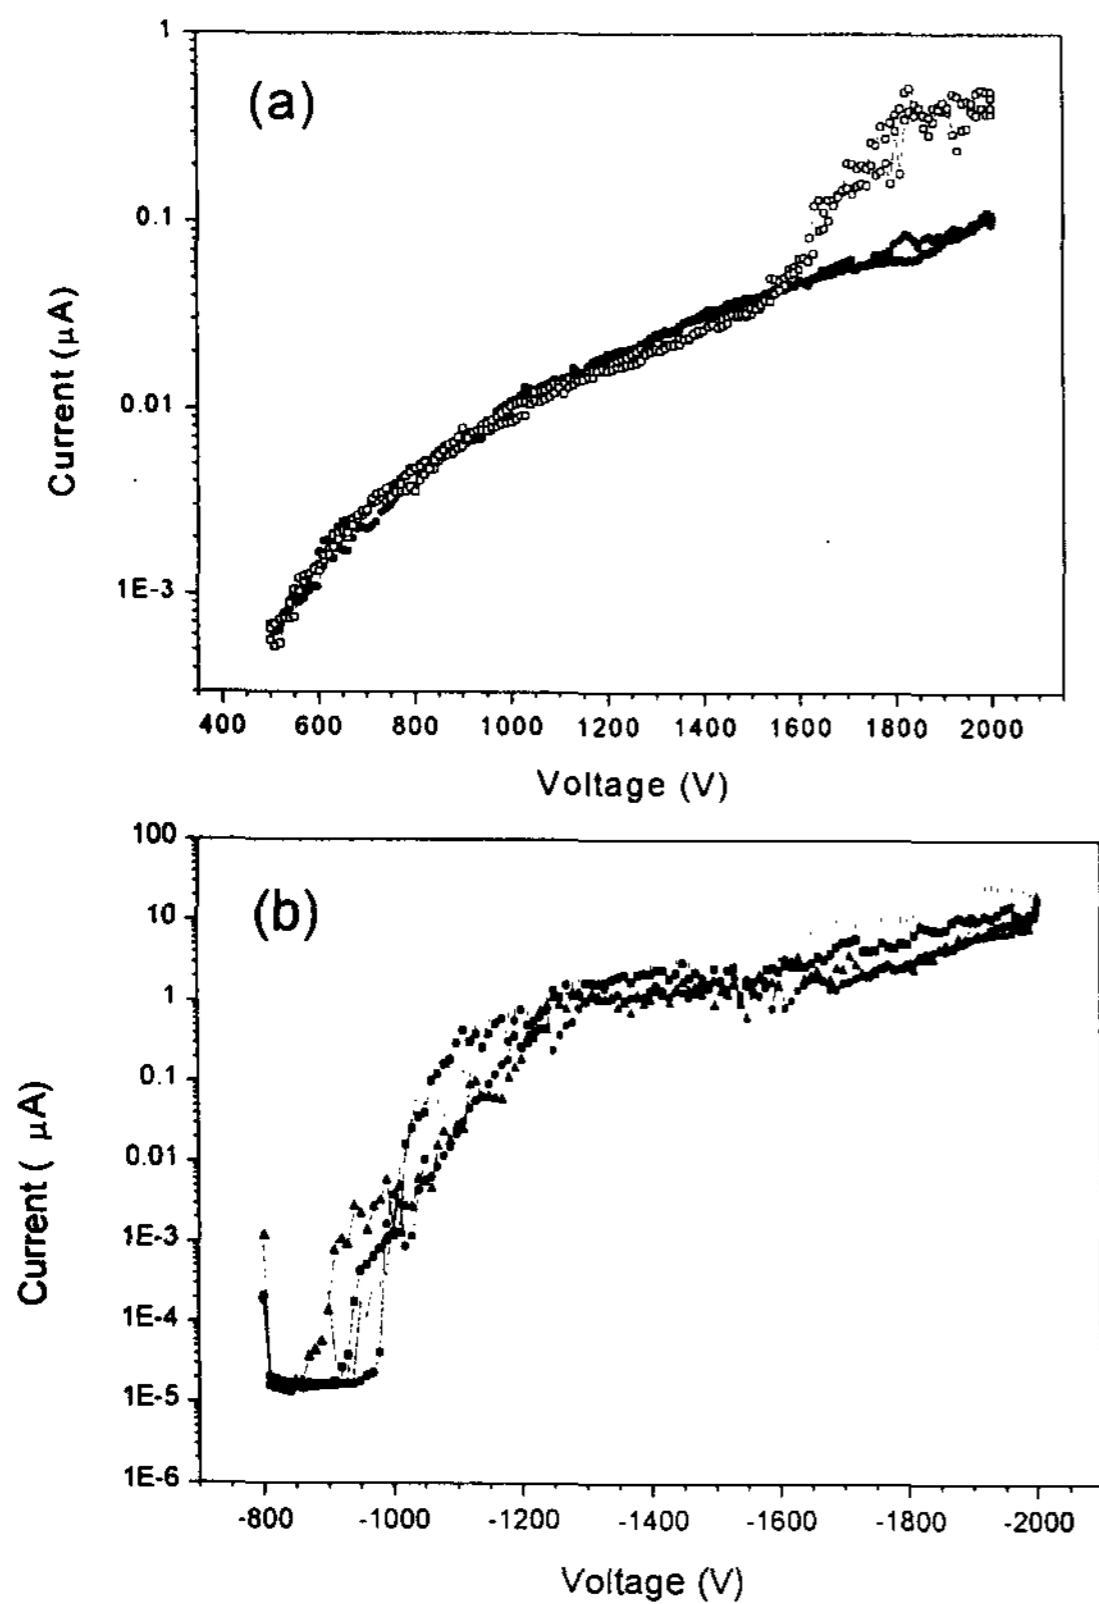 (a)
1
0.1
0.01
1E-3
Current (μA)
400 600 800 1000 1200 1400 1600 1800 2000
Voltage (V)
(b)
100
10
1
0.1
0.01
1E-3
1E-4
1E-5
1E-6
Current ( μA)
-800 -1000 -1200 -1400 -1600 -1800 -2000
Voltage (V)